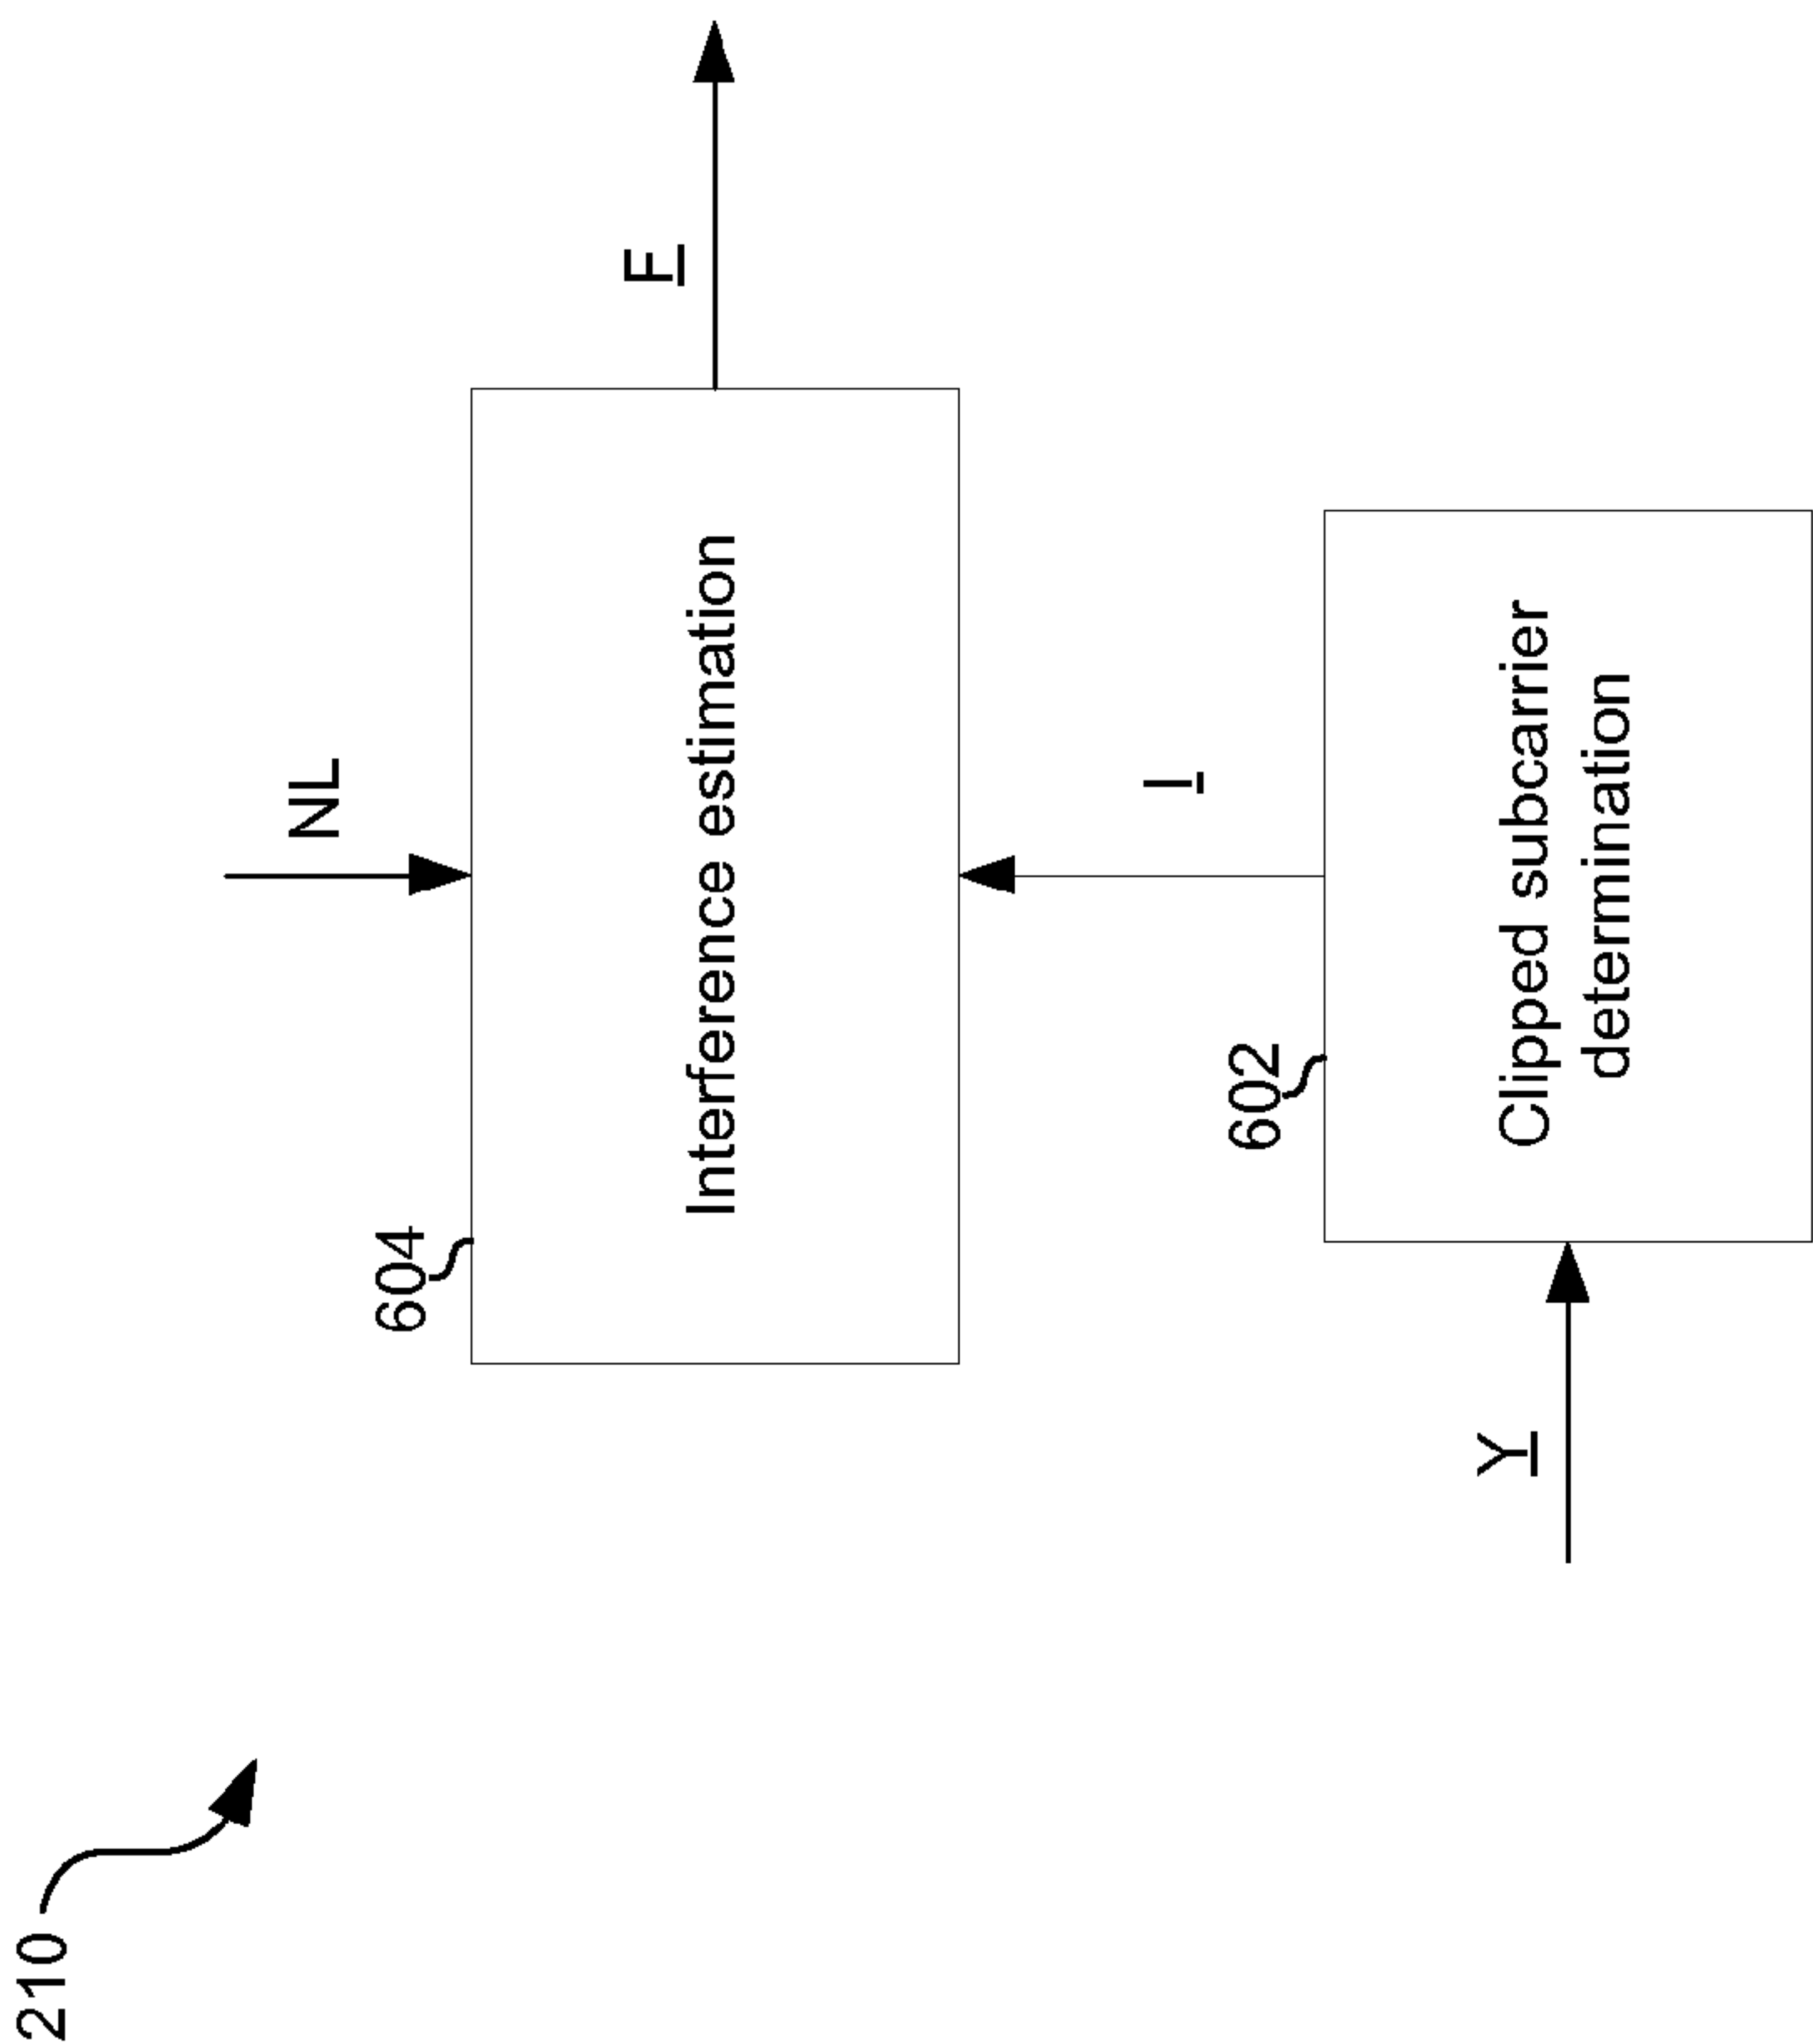 210
NL
604
F
Interference estimation
I
602
Y
Clipped subcarrier
determination